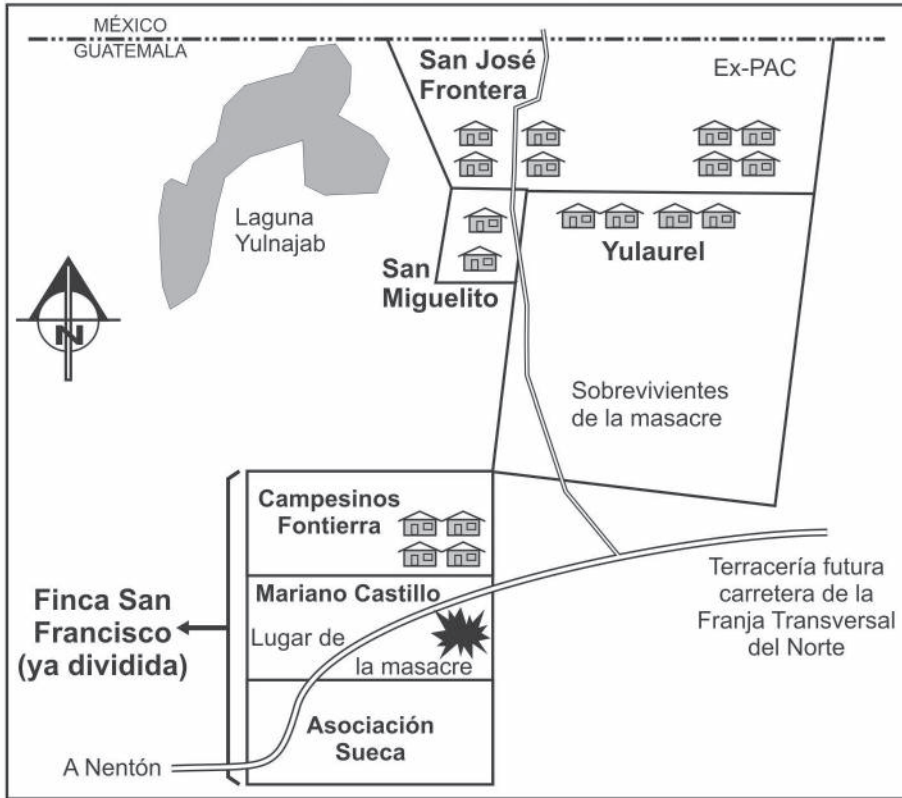 MÉXICO
GUATEMALA
San José
Frontera
Ex-PAC
Laguna
Yulnajab
San
Miguelito
Yulaurel
N
Sobrevivientes
de la masacre
Campesinos
Fontierra
Mariano Castillo
Lugar de
la masacre
Finca San
Francisco
(ya dividida)
Terracería futura
carretera de la
Franja Transversal
del Norte
Asociación
Sueca
A Nentón